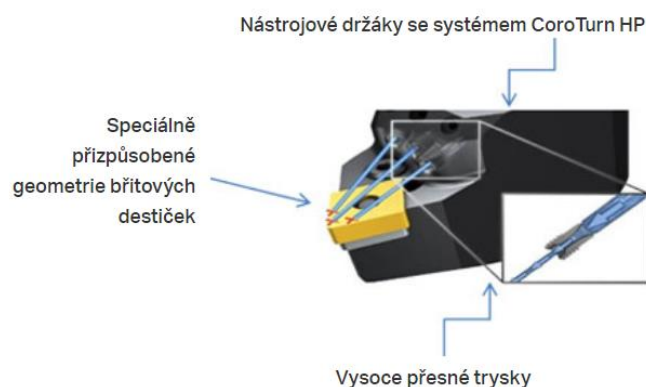 Nástrojové držáky se systémem CoroTurn HP
Speciálně
přizpůsobené
geometrie břitových
destiček
Vysoce přesné trysky